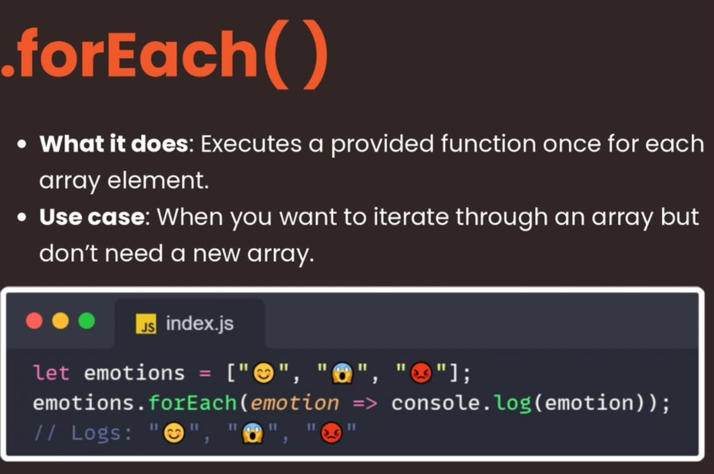 .forEach( )
• What it does: Executes a provided function once for each
array element.
• Use case: When you want to iterate through an array but
don’t need a new array.
JS index.js
let emotions = ["😊", "😱", "😡"];
emotions.forEach(emotion => console.log(emotion));
// Logs: "😊", "😱", "😡"